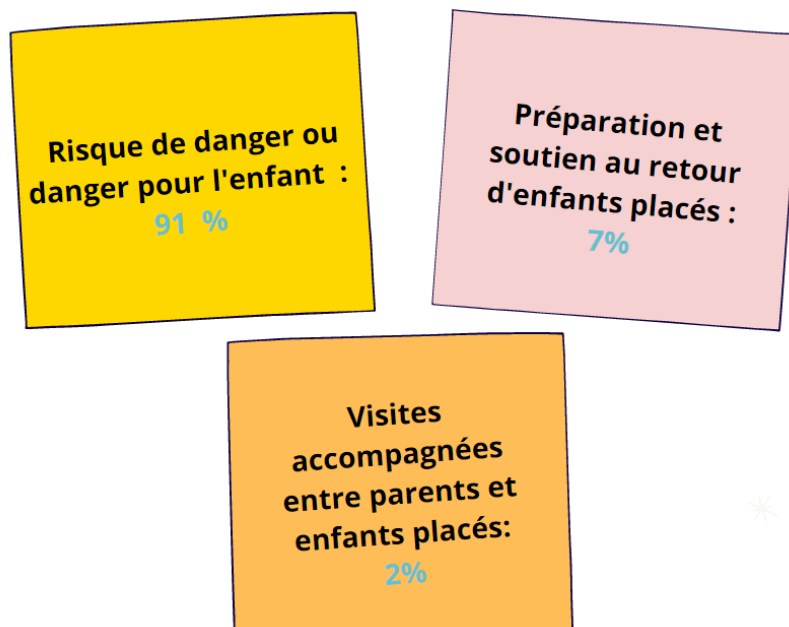 Risque de danger ou
danger pour l'enfant :
91 %
Préparation et
soutien au retour
d'enfants placés :
7%
Visites
accompagnées
entre parents et
enfants placés:
2%